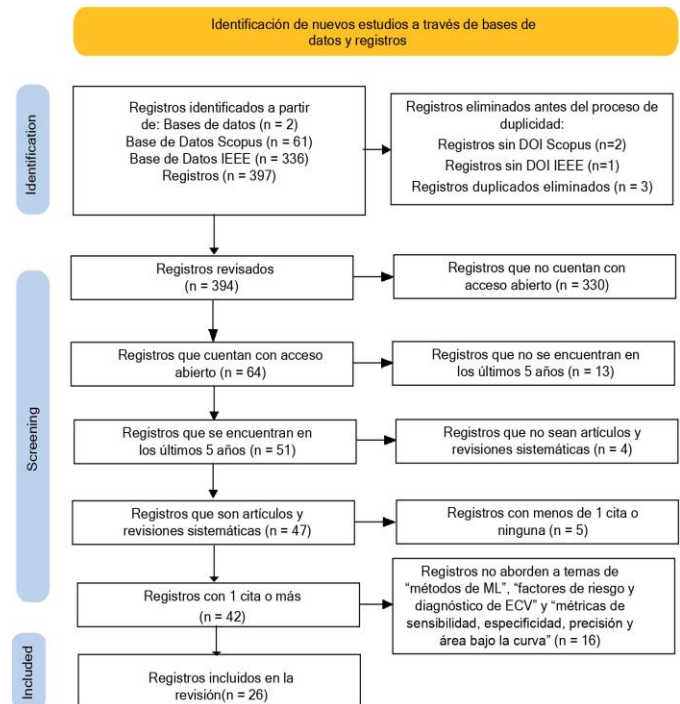 Identificación de nuevos estudios a través de bases de
datos y registros
Identification
Registros identificados a partir
de: Bases de datos (n = 2)
Base de Datos Scopus (n = 61)
Base de Datos IEEE (n = 336)
Registros (n = 397)
Registros eliminados antes del proceso de
duplicidad:
Registros sin DOI Scopus (n=2)
Registros sin DOI IEEE (n=1)
Registros duplicados eliminados (n = 3)
Screening
Registros revisados
(n = 394)
Registros que no cuentan con
acceso abierto (n = 330)
Registros que cuentan con acceso
abierto (n = 64)
Registros que no se encuentran en
los últimos 5 años (n = 13)
Registros que se encuentran en
los últimos 5 años (n = 51)
Registros que no sean artículos y
revisiones sistemáticas (n = 4)
Registros que son artículos y
revisiones sistemáticas (n = 47)
Registros con menos de 1 cita o
ninguna (n = 5)
Registros con 1 cita o más
(n = 42)
Registros no aborden a temas de
“métodos de ML”, “factores de riesgo y
diagnóstico de ECV” y “métricas de
sensibilidad, especificidad, precisión y
área bajo la curva” (n = 16)
Included
Registros incluidos en la
revisión(n = 26)